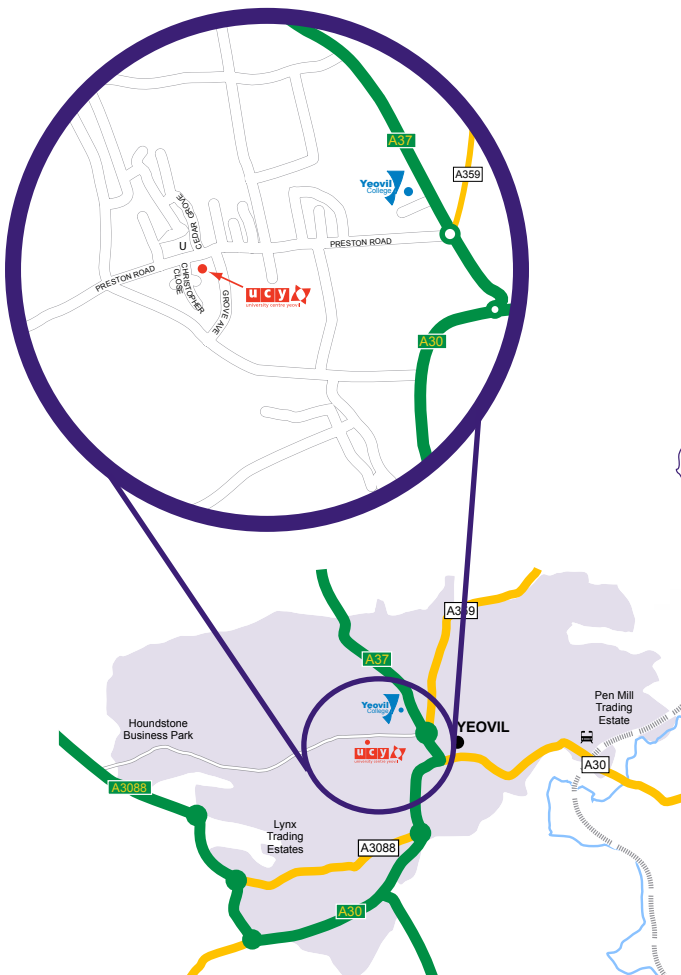 A37
A359
Yeovil
College
CEDAR GROVE
U
PRESTON ROAD
PRESTON ROAD
CHRISTOPHER
CLOSE
ucy
university centre yeovil
GROVE AVE
A30
A359
A37
Pen Mill
Trading
Estate
Yeovil
College
Houndstone
Business Park
YEOVIL
ucy
university centre yeovil
A30
A3088
Lynx
Trading
Estates
A3088
A30